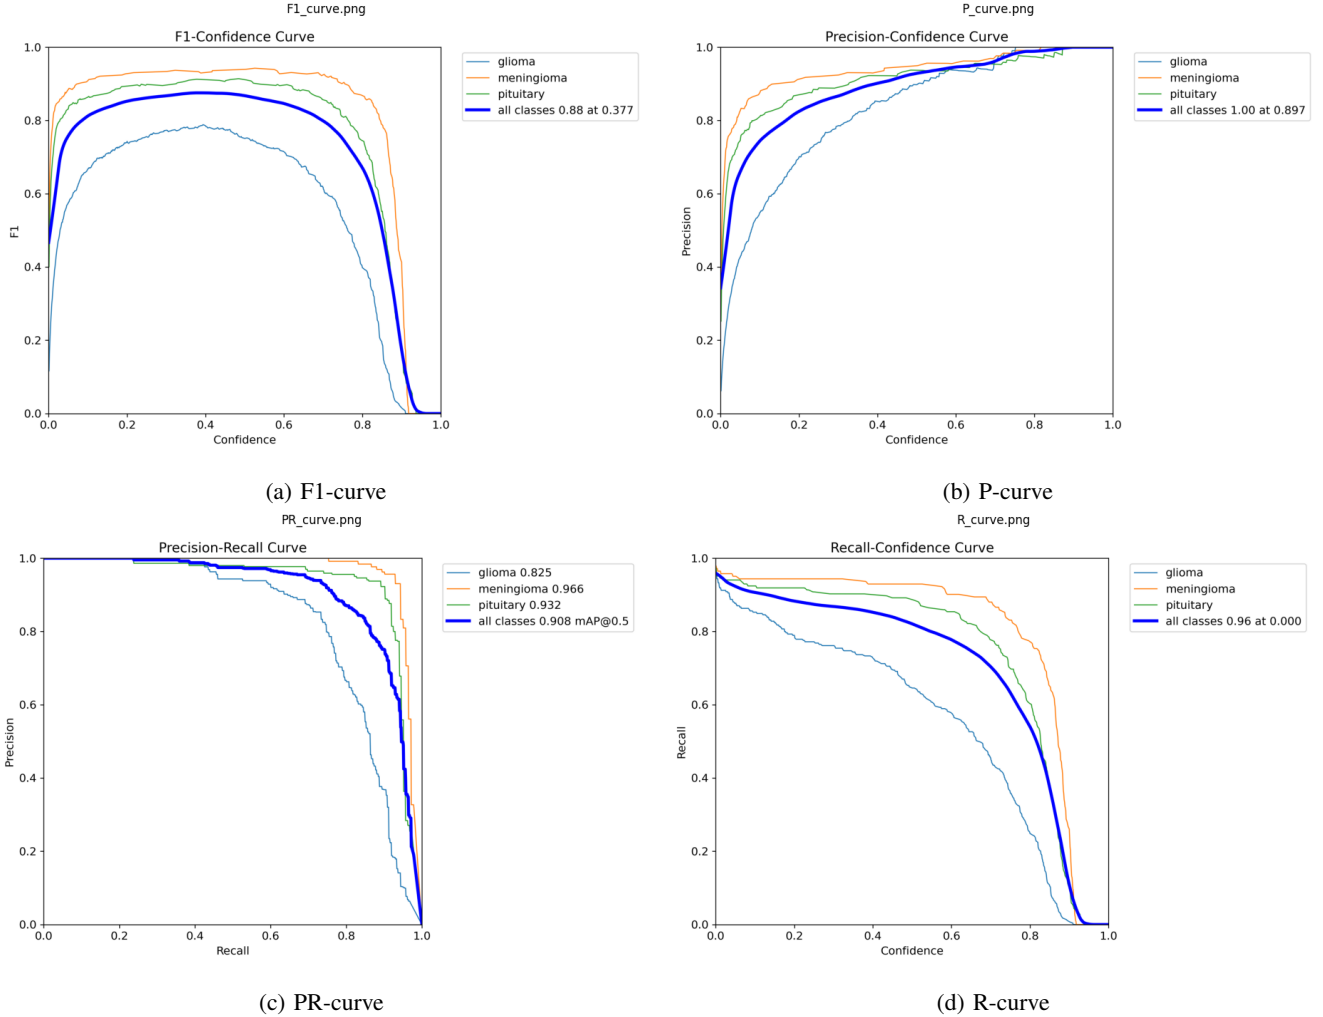 F1_curve.png
F1-Confidence Curve
1.0
0.8
0.6
0.4
0.2
0.0
F1
0.0 0.2 0.4 0.6 0.8 1.0
Confidence
glioma
meningioma
pituitary
all classes 0.88 at 0.377
(a) F1-curve
P_curve.png
Precision-Confidence Curve
1.0
0.8
0.6
0.4
0.2
0.0
Precision
0.0 0.2 0.4 0.6 0.8 1.0
Confidence
glioma
meningioma
pituitary
all classes 1.00 at 0.897
(b) P-curve
PR_curve.png
Precision-Recall Curve
1.0
0.8
0.6
0.4
0.2
0.0
Precision
0.0 0.2 0.4 0.6 0.8 1.0
Recall
glioma 0.825
meningioma 0.966
pituitary 0.932
all classes 0.908 mAP@0.5
(c) PR-curve
R_curve.png
Recall-Confidence Curve
1.0
0.8
0.6
0.4
0.2
0.0
Recall
0.0 0.2 0.4 0.6 0.8 1.0
Confidence
glioma
meningioma
pituitary
all classes 0.96 at 0.000
(d) R-curve